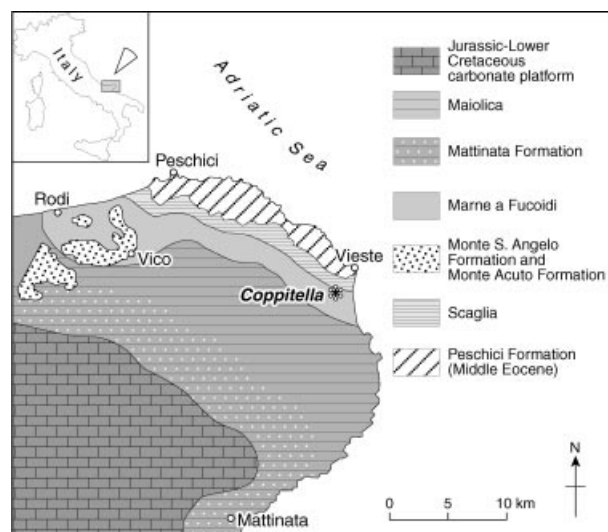 Italy
Adriatic Sea
Peschici
Rodi
Vico
Vieste
Coppitella
Mattinata
Jurassic-Lower
Cretaceous
carbonate platform
Maiolica
Mattinata Formation
Marne a Fucoidi
Monte S. Angelo
Formation and
Monte Acuto Formation
Scaglia
Peschici Formation
(Middle Eocene)
N
0 5 10 km